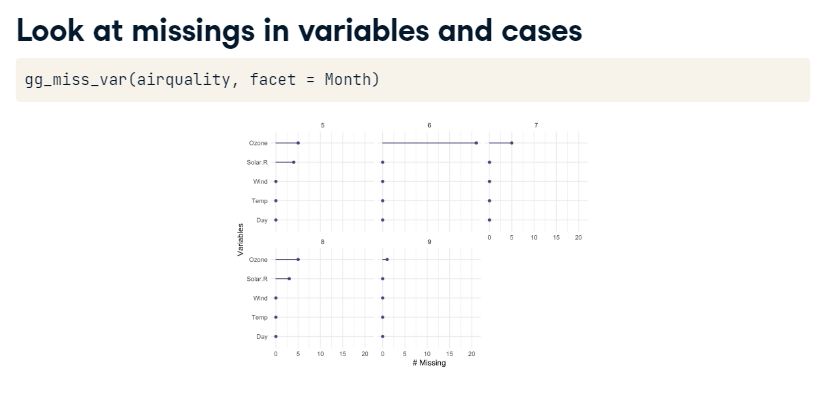 Look at missings in variables and cases
gg_miss_var(airquality, facet = Month)
5 6 7
Ozone
Solar.R
Wind
Temp
Day
0 5 10 15 20
Variables
8 9
Ozone
Solar.R
Wind
Temp
Day
0 5 10 15 20 0 5 10 15 20
# Missing